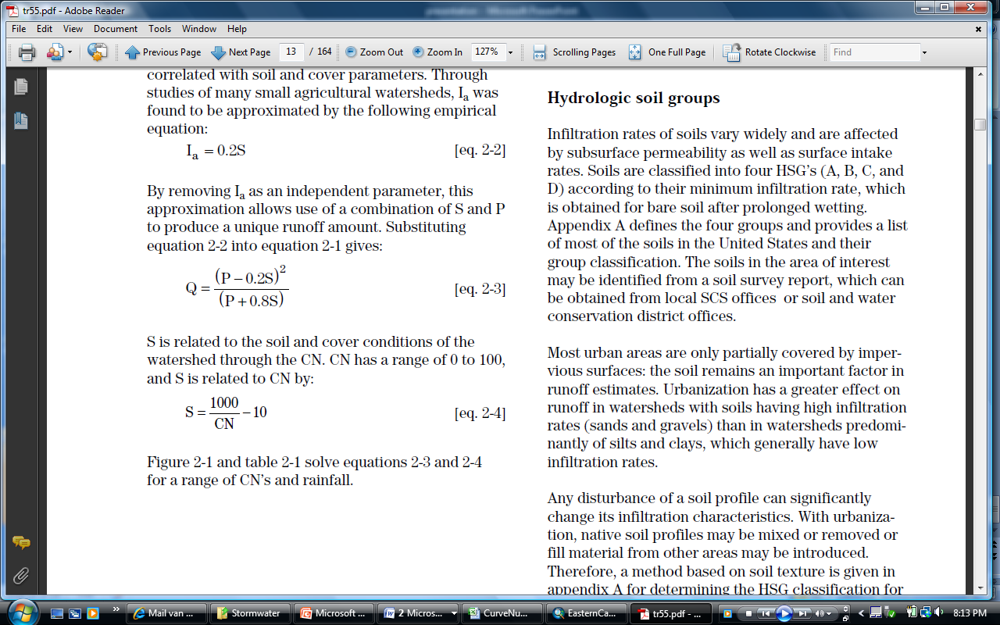 tr55.pdf - Adobe Reader
File Edit View Document Tools Window Help
Previous Page Next Page 13 / 164 Zoom Out Zoom In 127% Scrolling Pages One Full Page Rotate Clockwise Find
correlated with soil and cover parameters. Through
studies of many small agricultural watersheds, Ia was
found to be approximated by the following empirical
equation:
Ia = 0.2S [eq. 2-2]
By removing Ia as an independent parameter, this
approximation allows use of a combination of S and P
to produce a unique runoff amount. Substituting
equation 2-2 into equation 2-1 gives:
Q = (P − 0.2S)² / (P + 0.8S) [eq. 2-3]
S is related to the soil and cover conditions of the
watershed through the CN. CN has a range of 0 to 100,
and S is related to CN by:
S = 1000 / CN − 10 [eq. 2-4]
Figure 2-1 and table 2-1 solve equations 2-3 and 2-4
for a range of CN's and rainfall.
Hydrologic soil groups
Infiltration rates of soils vary widely and are affected
by subsurface permeability as well as surface intake
rates. Soils are classified into four HSG's (A, B, C, and
D) according to their minimum infiltration rate, which
is obtained for bare soil after prolonged wetting.
Appendix A defines the four groups and provides a list
of most of the soils in the United States and their
group classification. The soils in the area of interest
may be identified from a soil survey report, which can
be obtained from local SCS offices or soil and water
conservation district offices.
Most urban areas are only partially covered by imper-
vious surfaces: the soil remains an important factor in
runoff estimates. Urbanization has a greater effect on
runoff in watersheds with soils having high infiltration
rates (sands and gravels) than in watersheds predomi-
nantly of silts and clays, which generally have low
infiltration rates.
Any disturbance of a soil profile can significantly
change its infiltration characteristics. With urbaniza-
tion, native soil profiles may be mixed or removed or
fill material from other areas may be introduced.
Therefore, a method based on soil texture is given in
appendix A for determining the HSG classification for
Mail van ... Stormwater Microsoft ... 2 Micros... CurveNu... EasternCa... tr55.pdf - ... 8:13 PM